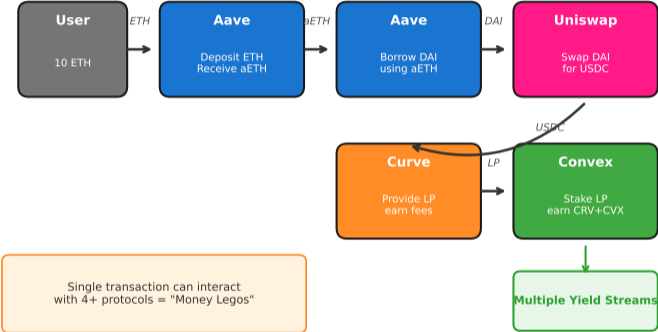 User
10 ETH
ETH
Aave
Deposit ETH
Receive aETH
aETH
Aave
Borrow DAI
using aETH
DAI
Uniswap
Swap DAI
for USDC
USDC
Curve
Provide LP
earn fees
LP
Convex
Stake LP
earn CRV+CVX
Single transaction can interact
with 4+ protocols = "Money Legos"
Multiple Yield Streams